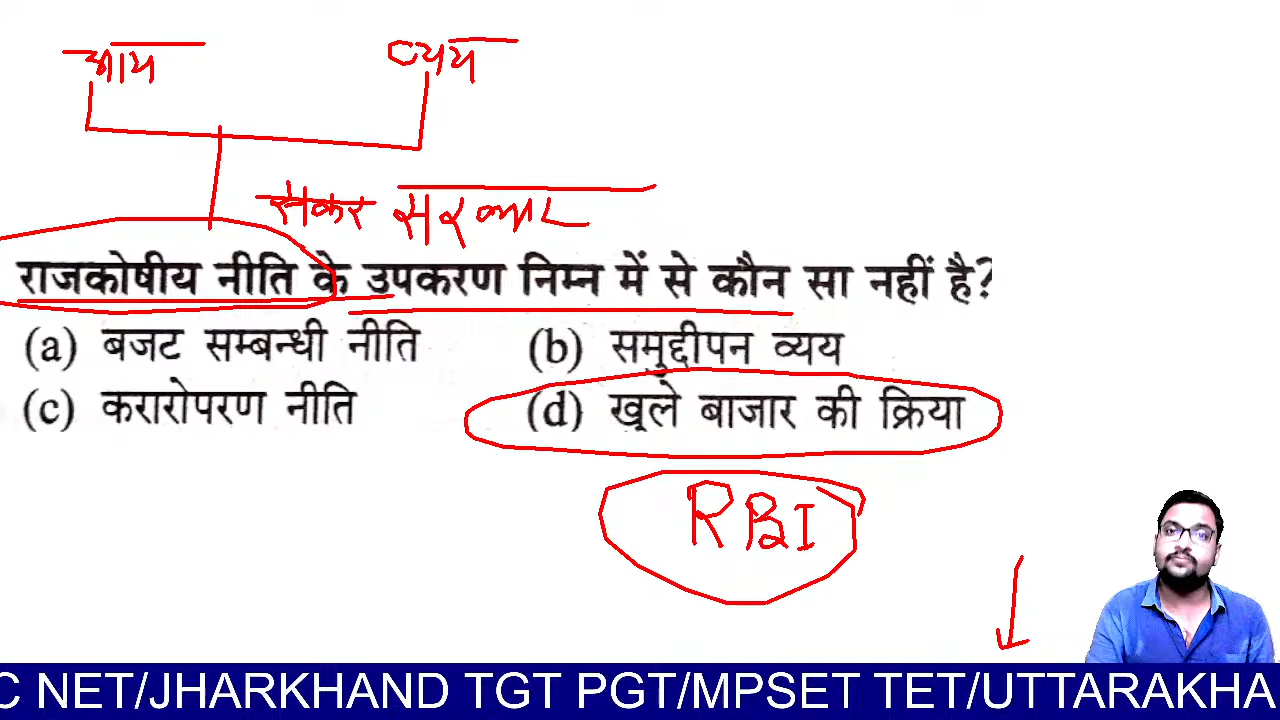 आय व्यय
सकर सरकार
राजकोषीय नीति के उपकरण निम्न में से कौन सा नहीं है?
(a) बजट सम्बन्धी नीति (b) समुद्दीपन व्यय
(c) करारोपरण नीति (d) खुले बाजार की क्रिया
RBI
C NET/JHARKHAND TGT PGT/MPSET TET/UTTARAKHA